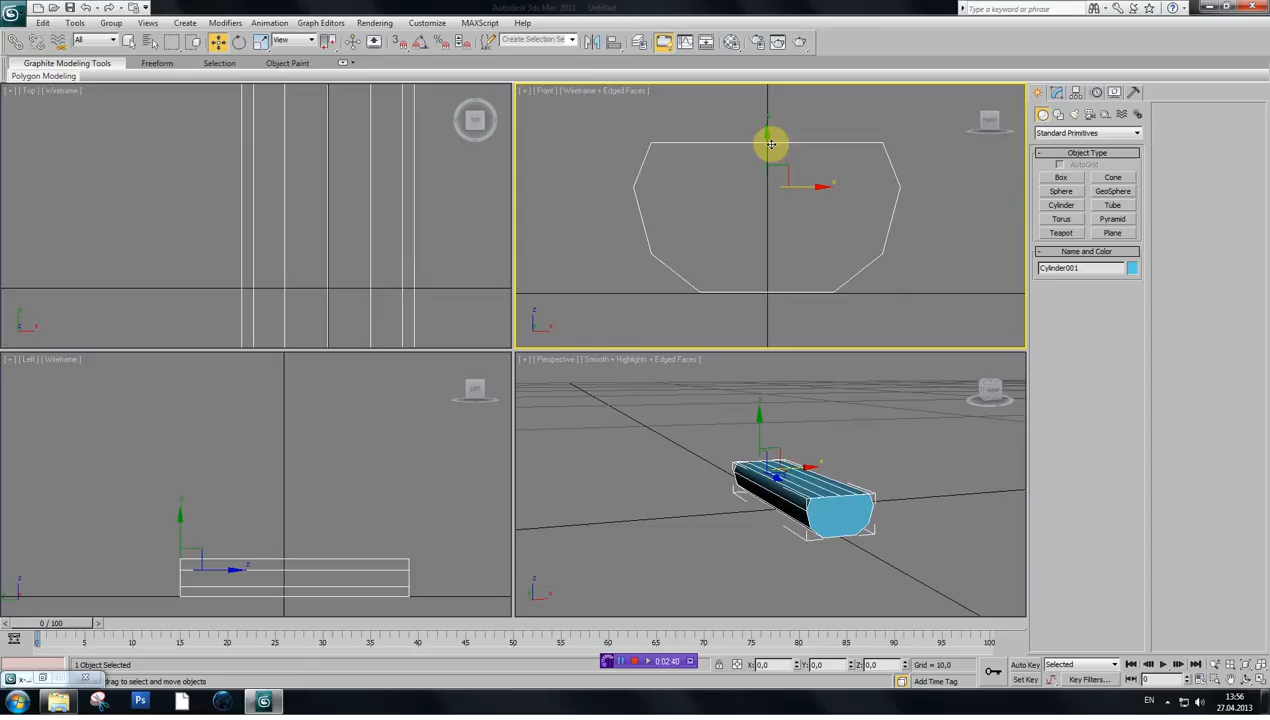 Autodesk 3ds Max 2011 Untitled
Type a keyword or phrase
Edit Tools Group Views Create Modifiers Animation Graph Editors Rendering Customize MAXScript Help
All View Create Selection Se
Graphite Modeling Tools Freeform Selection Object Paint
Polygon Modeling
[ + ] [ Top ] [ Wireframe ]
TOP
[ + ] [ Front ] [ Wireframe + Edged Faces ]
FRONT
Standard Primitives
Object Type
AutoGrid
Box Cone
Sphere GeoSphere
Cylinder Tube
Torus Pyramid
Teapot Plane
Name and Color
Cylinder001
[ + ] [ Left ] [ Wireframe ]
LEFT
[ + ] [ Perspective ] [ Smooth + Highlights + Edged Faces ]
0 / 100
0 5 10 15 20 25 30 35 40 45 50 55 60 65 70 75 80 85 90 95 100
1 Object Selected
0:02:40
X: 0,0 Y: 0,0 Z: 0,0 Grid = 10,0
Auto Key Selected
drag to select and move objects
Add Time Tag
Set Key Key Filters... 0
Ps
EN
13:56
27.04.2013